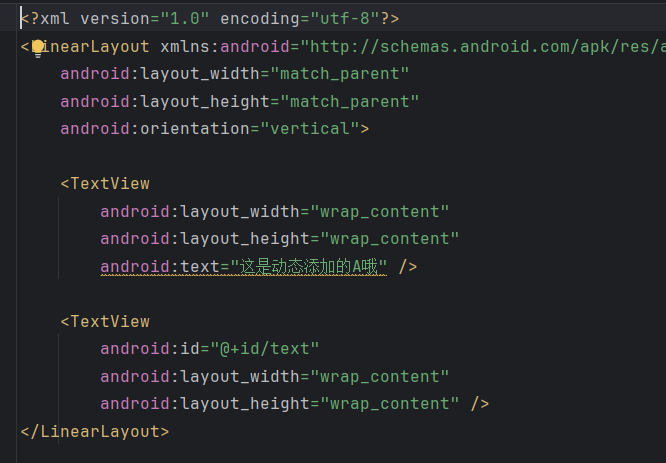 <?xml version="1.0" encoding="utf-8"?>
<LinearLayout xmlns:android="http://schemas.android.com/apk/res/a
android:layout_width="match_parent"
android:layout_height="match_parent"
android:orientation="vertical">
<TextView
android:layout_width="wrap_content"
android:layout_height="wrap_content"
android:text="这是动态添加的A哦" />
<TextView
android:id="@+id/text"
android:layout_width="wrap_content"
android:layout_height="wrap_content" />
</LinearLayout>